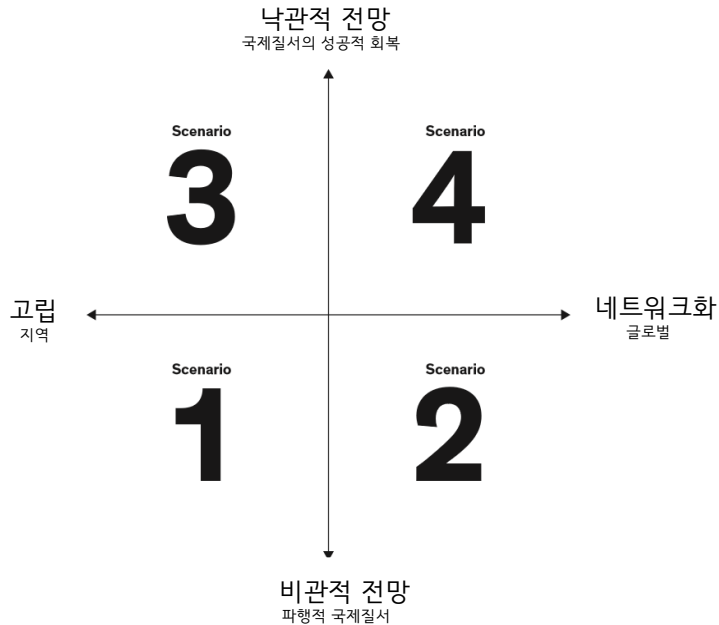 낙관적 전망
국제질서의 성공적 회복
Scenario
3
Scenario
4
고립
지역
네트워크화
글로벌
Scenario
1
Scenario
2
비관적 전망
파행적 국제질서